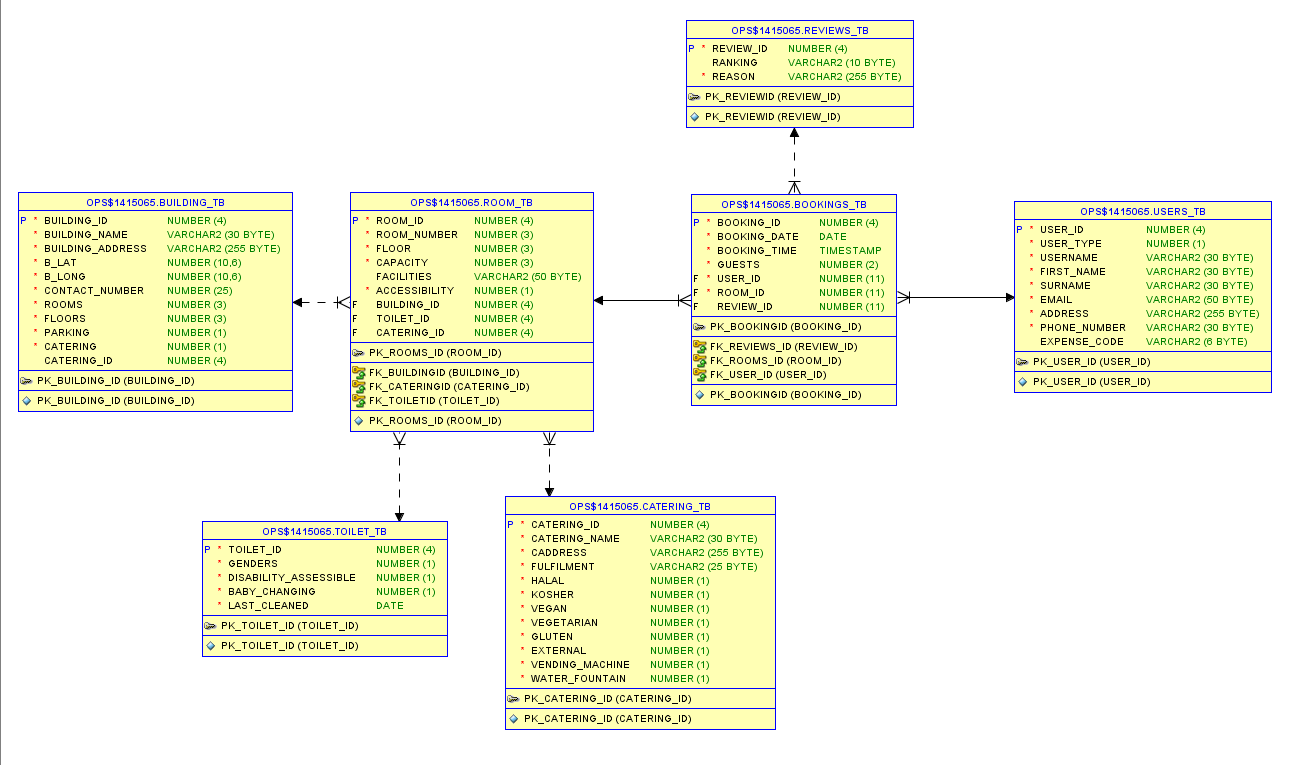 OPS$1415065.REVIEWS_TB
P * REVIEW_ID NUMBER (4)
RANKING VARCHAR2 (10 BYTE)
* REASON VARCHAR2 (255 BYTE)
PK_REVIEWID (REVIEW_ID)
PK_REVIEWID (REVIEW_ID)
OPS$1415065.BUILDING_TB
P * BUILDING_ID NUMBER (4)
* BUILDING_NAME VARCHAR2 (30 BYTE)
* BUILDING_ADDRESS VARCHAR2 (255 BYTE)
* B_LAT NUMBER (10,6)
* B_LONG NUMBER (10,6)
* CONTACT_NUMBER NUMBER (25)
* ROOMS NUMBER (3)
* FLOORS NUMBER (3)
* PARKING NUMBER (1)
* CATERING NUMBER (1)
CATERING_ID NUMBER (4)
PK_BUILDING_ID (BUILDING_ID)
PK_BUILDING_ID (BUILDING_ID)
OPS$1415065.ROOM_TB
P * ROOM_ID NUMBER (4)
* ROOM_NUMBER NUMBER (3)
* FLOOR NUMBER (3)
* CAPACITY NUMBER (3)
FACILITIES VARCHAR2 (50 BYTE)
* ACCESSIBILITY NUMBER (1)
F BUILDING_ID NUMBER (4)
F TOILET_ID NUMBER (4)
F CATERING_ID NUMBER (4)
PK_ROOMS_ID (ROOM_ID)
FK_BUILDINGID (BUILDING_ID)
FK_CATERINGID (CATERING_ID)
FK_TOILETID (TOILET_ID)
PK_ROOMS_ID (ROOM_ID)
OPS$1415065.BOOKINGS_TB
P * BOOKING_ID NUMBER (4)
* BOOKING_DATE DATE
* BOOKING_TIME TIMESTAMP
* GUESTS NUMBER (2)
F * USER_ID NUMBER (11)
F * ROOM_ID NUMBER (11)
F REVIEW_ID NUMBER (11)
PK_BOOKINGID (BOOKING_ID)
FK_REVIEWS_ID (REVIEW_ID)
FK_ROOMS_ID (ROOM_ID)
FK_USER_ID (USER_ID)
PK_BOOKINGID (BOOKING_ID)
OPS$1415065.USERS_TB
P * USER_ID NUMBER (4)
* USER_TYPE NUMBER (1)
* USERNAME VARCHAR2 (30 BYTE)
* FIRST_NAME VARCHAR2 (30 BYTE)
* SURNAME VARCHAR2 (30 BYTE)
* EMAIL VARCHAR2 (50 BYTE)
* ADDRESS VARCHAR2 (255 BYTE)
* PHONE_NUMBER VARCHAR2 (30 BYTE)
EXPENSE_CODE VARCHAR2 (6 BYTE)
PK_USER_ID (USER_ID)
PK_USER_ID (USER_ID)
OPS$1415065.TOILET_TB
P * TOILET_ID NUMBER (4)
* GENDERS NUMBER (1)
* DISABILITY_ASSESSIBLE NUMBER (1)
* BABY_CHANGING NUMBER (1)
* LAST_CLEANED DATE
PK_TOILET_ID (TOILET_ID)
PK_TOILET_ID (TOILET_ID)
OPS$1415065.CATERING_TB
P * CATERING_ID NUMBER (4)
* CATERING_NAME VARCHAR2 (30 BYTE)
* CADDRESS VARCHAR2 (255 BYTE)
* FULFILMENT VARCHAR2 (25 BYTE)
* HALAL NUMBER (1)
* KOSHER NUMBER (1)
* VEGAN NUMBER (1)
* VEGETARIAN NUMBER (1)
* GLUTEN NUMBER (1)
* EXTERNAL NUMBER (1)
* VENDING_MACHINE NUMBER (1)
* WATER_FOUNTAIN NUMBER (1)
PK_CATERING_ID (CATERING_ID)
PK_CATERING_ID (CATERING_ID)